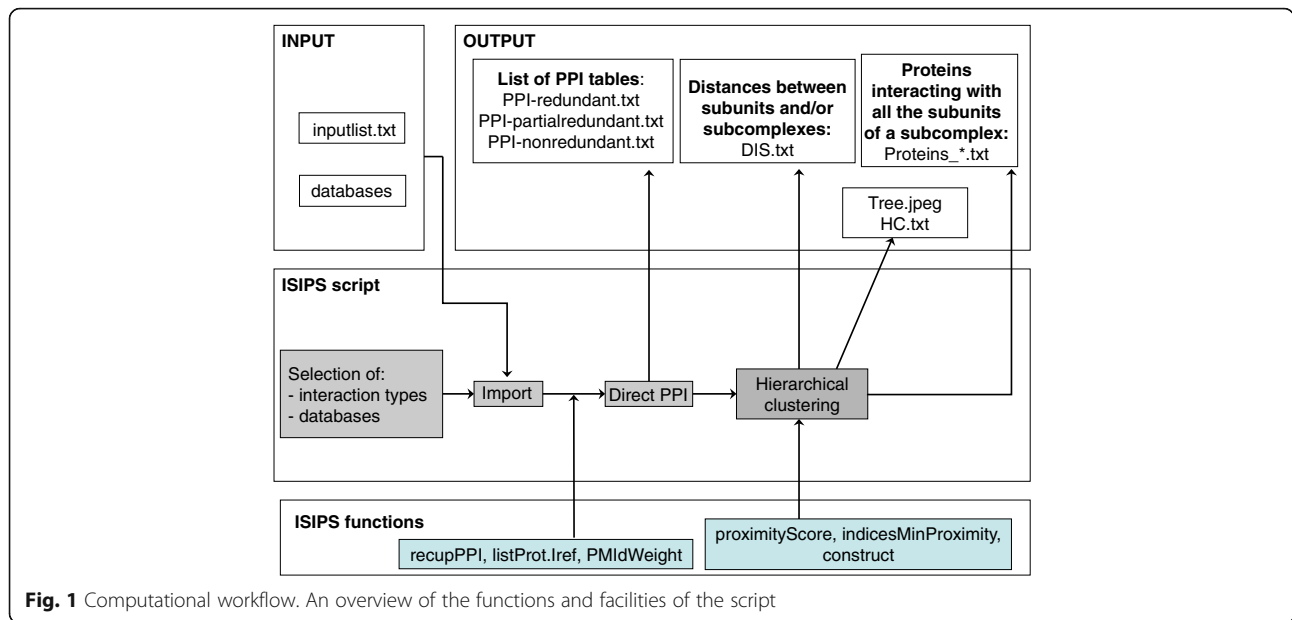 INPUT
inputlist.txt
databases
OUTPUT
List of PPI tables:
PPI-redundant.txt
PPI-partialredundant.txt
PPI-nonredundant.txt
Distances between
subunits and/or
subcomplexes:
DIS.txt
Proteins
interacting with
all the subunits
of a subcomplex:
Proteins_*.txt
Tree.jpeg
HC.txt
ISIPS script
Selection of:
- interaction types
- databases
Import
Direct PPI
Hierarchical
clustering
ISIPS functions
recupPPI, listProt.Iref, PMIdWeight
proximityScore, indicesMinProximity,
construct
Fig. 1 Computational workflow. An overview of the functions and facilities of the script